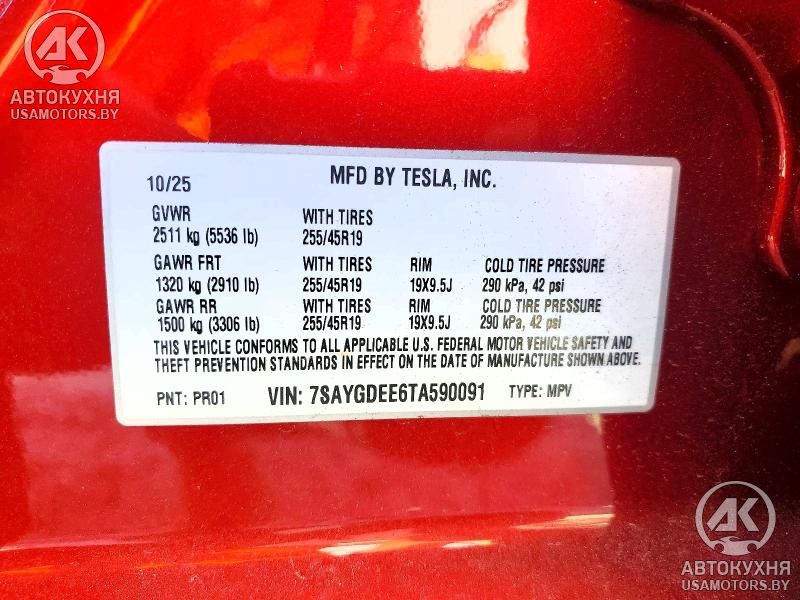 АК
АВТОКУХНЯ
USAMOTORS.BY
10/25 MFD BY TESLA, INC.
GVWR WITH TIRES
2511 kg (5536 lb) 255/45R19
GAWR FRT WITH TIRES RIM COLD TIRE PRESSURE
1320 kg (2910 lb) 255/45R19 19X9.5J 290 kPa, 42 psi
GAWR RR WITH TIRES RIM COLD TIRE PRESSURE
1500 kg (3306 lb) 255/45R19 19X9.5J 290 kPa, 42 psi
THIS VEHICLE CONFORMS TO ALL APPLICABLE U.S. FEDERAL MOTOR VEHICLE SAFETY AND
THEFT PREVENTION STANDARDS IN EFFECT ON THE DATE OF MANUFACTURE SHOWN ABOVE.
PNT: PR01 VIN: 7SAYGDEE6TA590091 TYPE: MPV
АК
АВТОКУХНЯ
USAMOTORS.BY